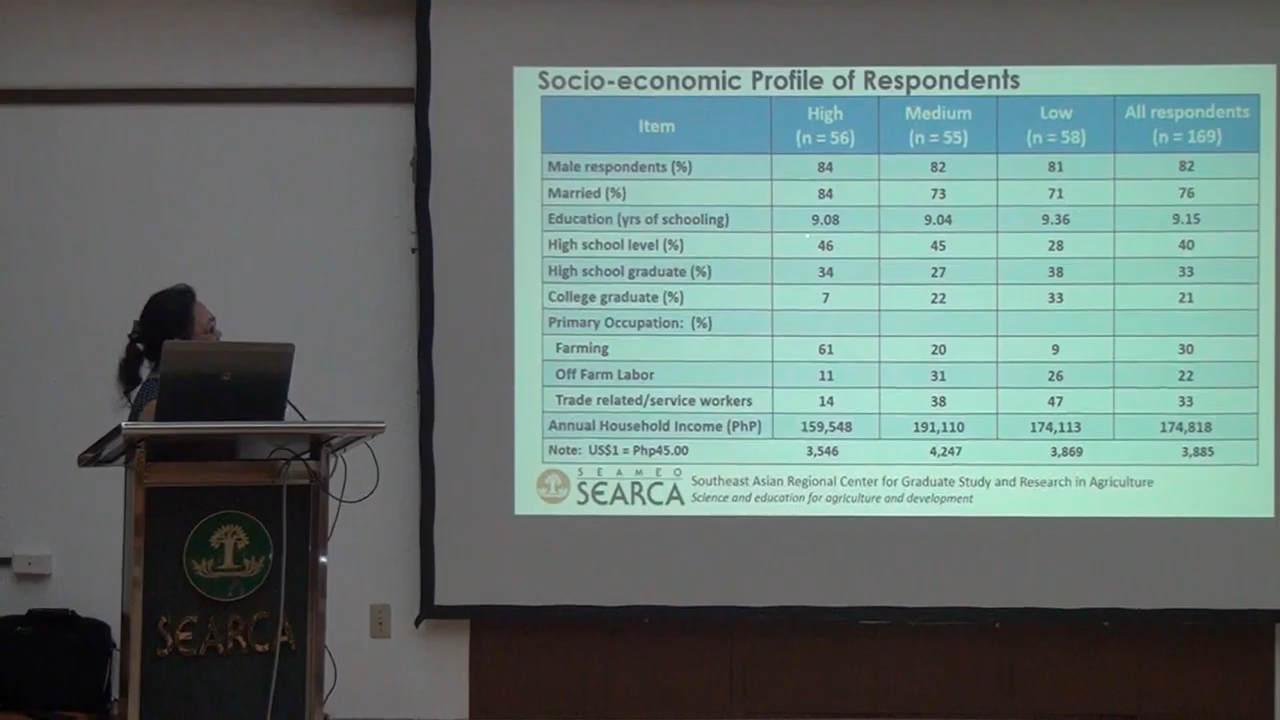 Socio-economic Profile of Respondents
Item High (n = 56) Medium (n = 55) Low (n = 58) All respondents (n = 169)
Male respondents (%) 84 82 81 82
Married (%) 84 73 71 76
Education (yrs of schooling) 9.08 9.04 9.36 9.15
High school level (%) 46 45 28 40
High school graduate (%) 34 27 38 33
College graduate (%) 7 22 33 21
Primary Occupation: (%)
Farming 61 20 9 30
Off Farm Labor 11 31 26 22
Trade related/service workers 14 38 47 33
Annual Household Income (PhP) 159,548 191,110 174,113 174,818
Note: US$1 = Php45.00 3,546 4,247 3,869 3,885
SEAMEO
SEARCA
Southeast Asian Regional Center for Graduate Study and Research in Agriculture
Science and education for agriculture and development
SEARCA